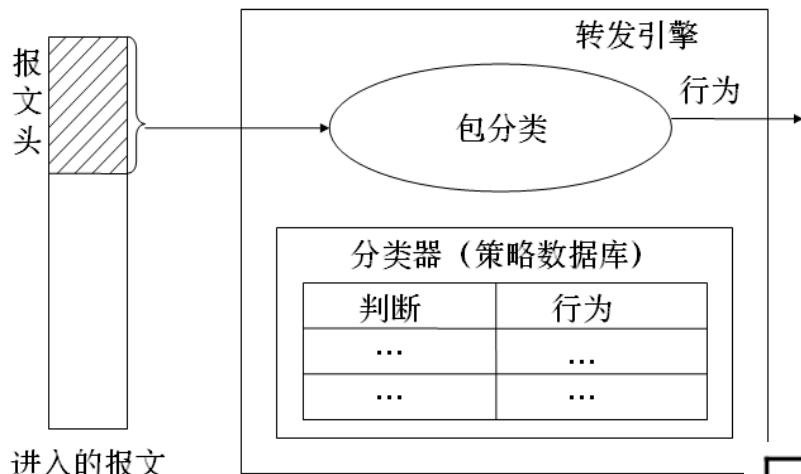 报文头
转发引擎
行为
包分类
分类器（策略数据库）
判断 行为
... ...
... ...
进入的报文